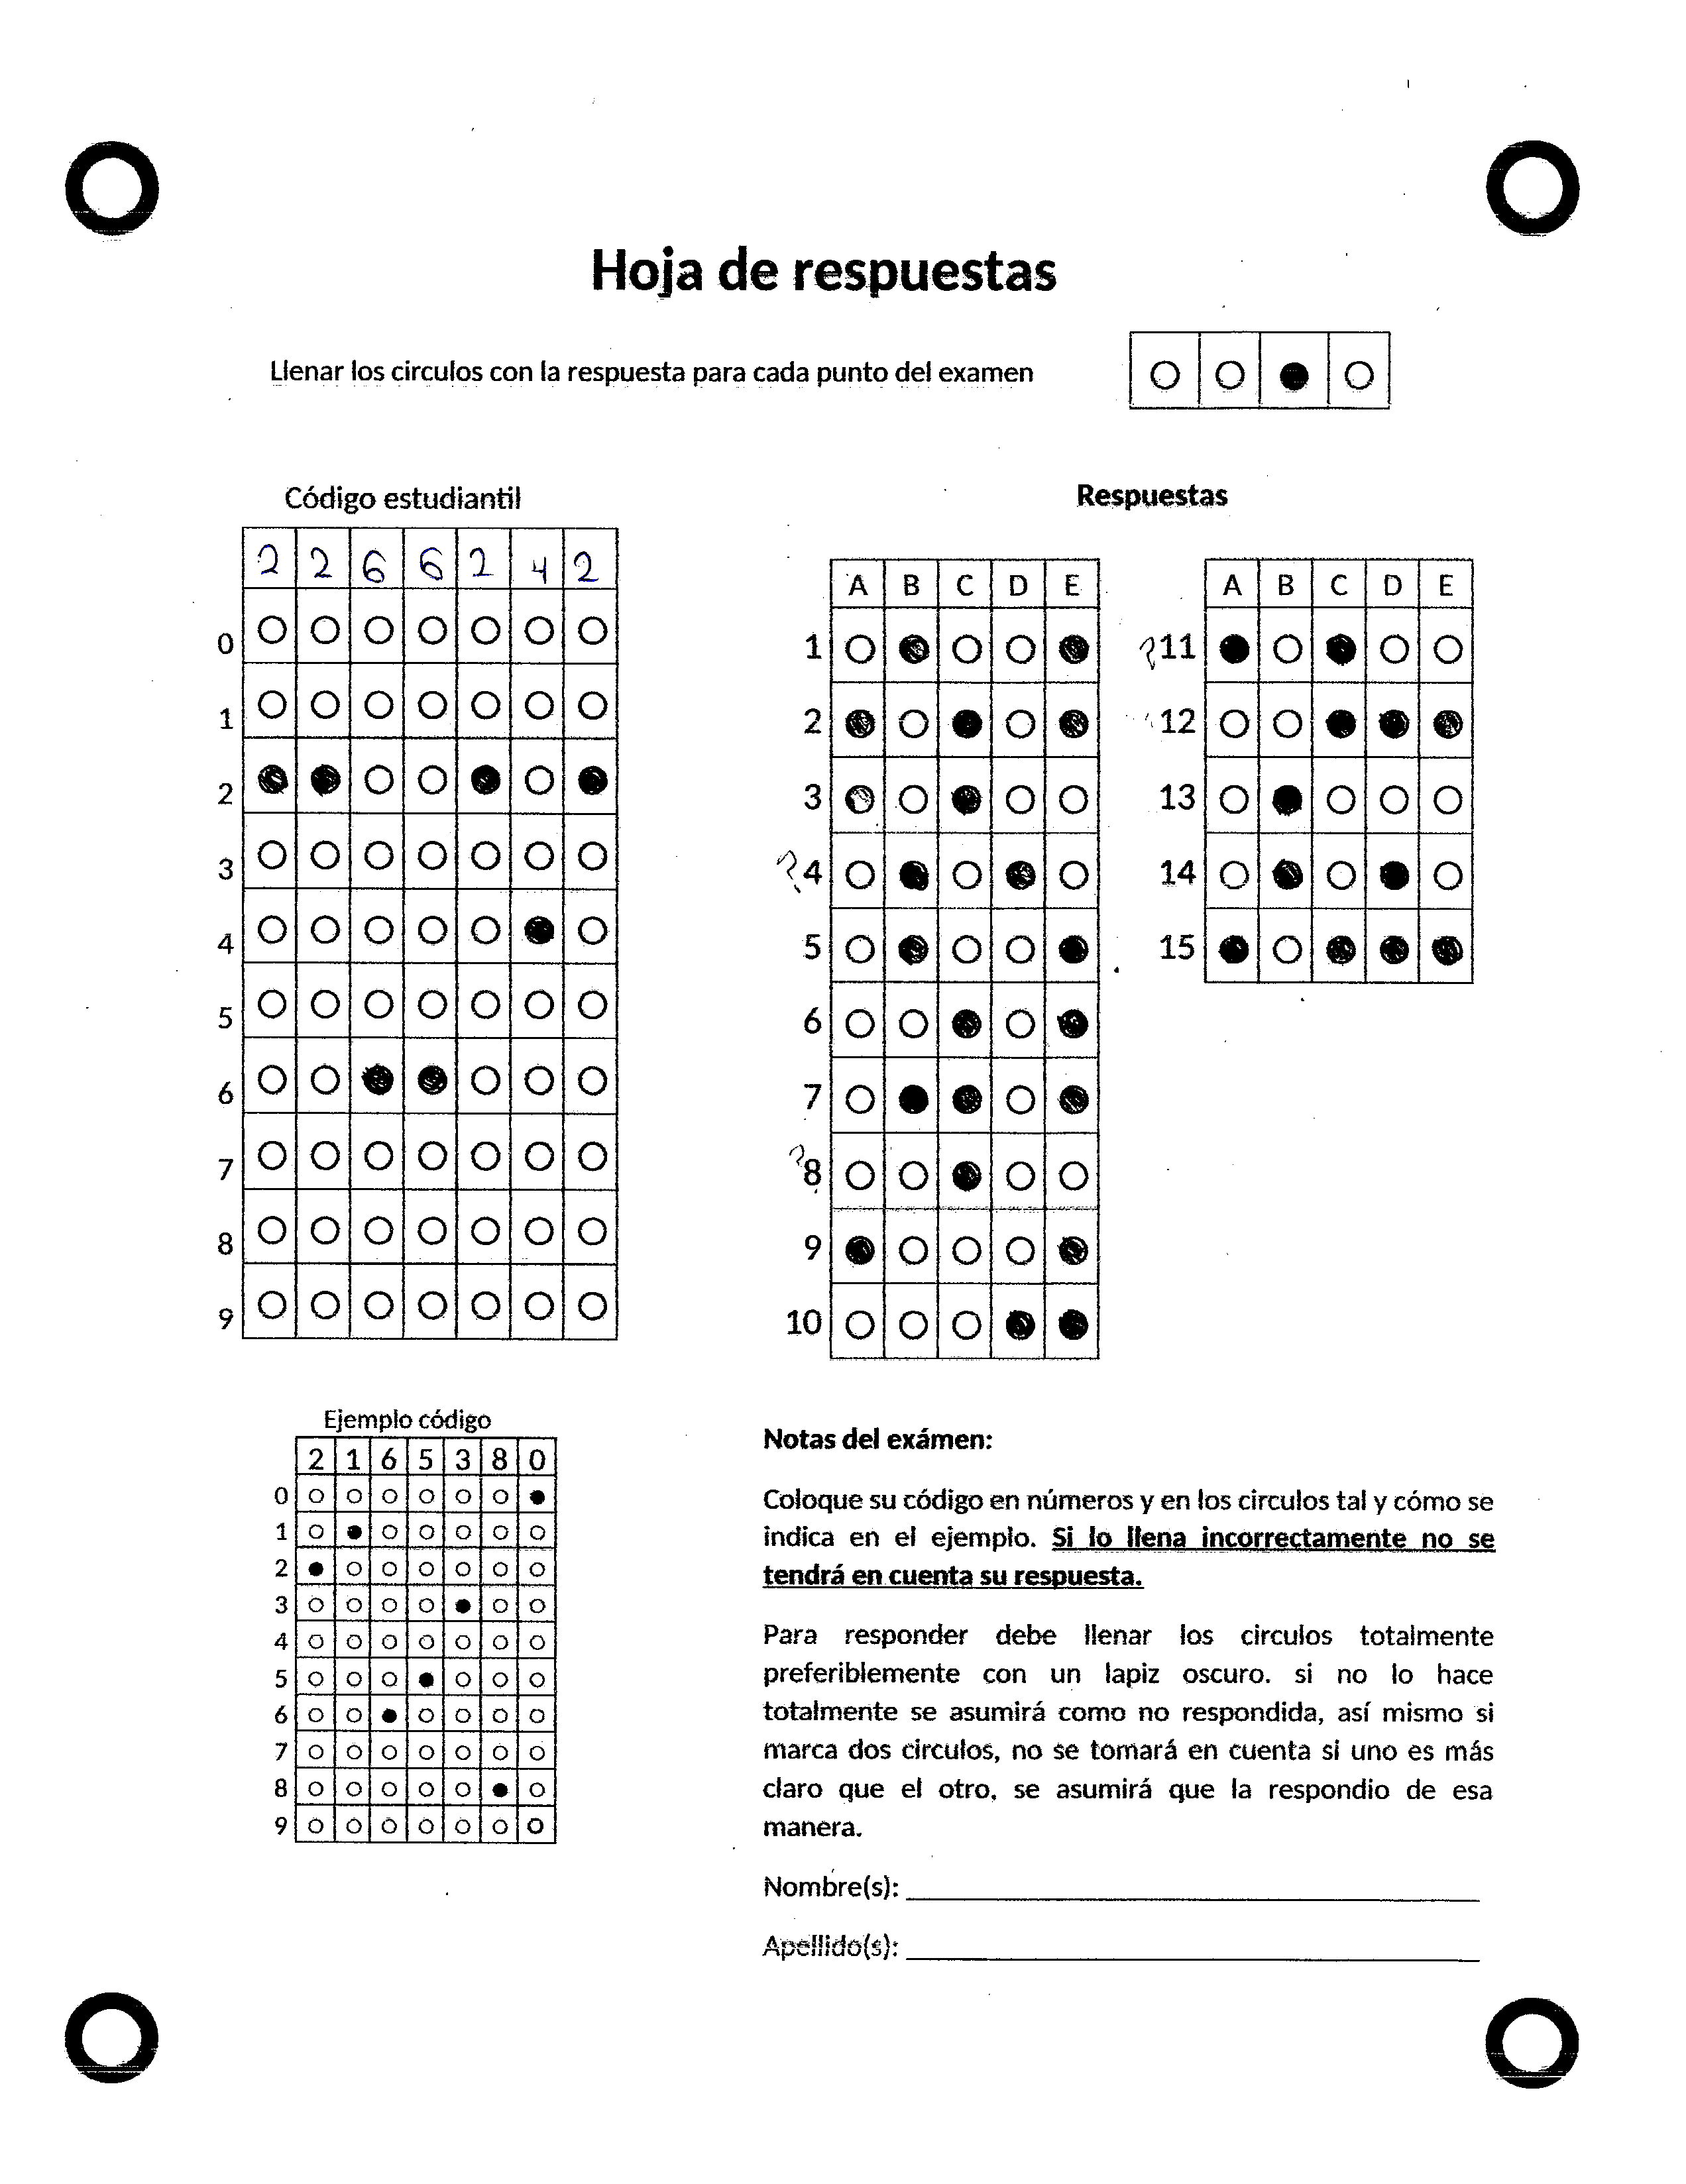 Hoja de respuestas
Llenar los circulos con la respuesta para cada punto del examen
Código estudiantil
2 2 6 6 2 4 2
0
1
2
3
4
5
6
7
8
9
Respuestas
A B C D E
1
2
3
? 4
5
6
7
? 8
9
10
A B C D E
? 11
12
13
14
15
Ejemplo código
2 1 6 5 3 8 0
0
1
2
3
4
5
6
7
8
9
Notas del exámen:
Coloque su código en números y en los circulos tal y cómo se
indica en el ejemplo. Si lo llena incorrectamente no se
tendrá en cuenta su respuesta.
Para responder debe llenar los circulos totalmente
preferiblemente con un lapiz oscuro. si no lo hace
totalmente se asumirá como no respondida, así mismo si
marca dos circulos, no se tomará en cuenta si uno es más
claro que el otro, se asumirá que la respondio de esa
manera.
Nombre(s):
Apellido(s):